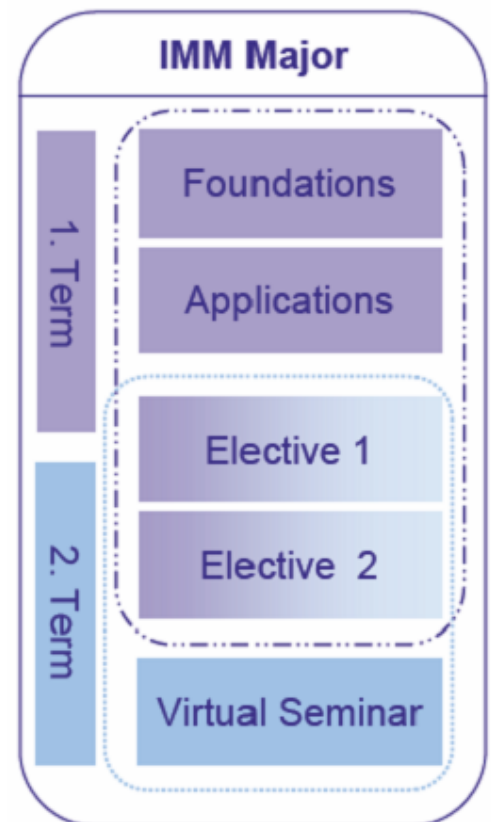 IMM Major
1. Term
Foundations
Applications
Elective 1
2. Term
Elective 2
Virtual Seminar